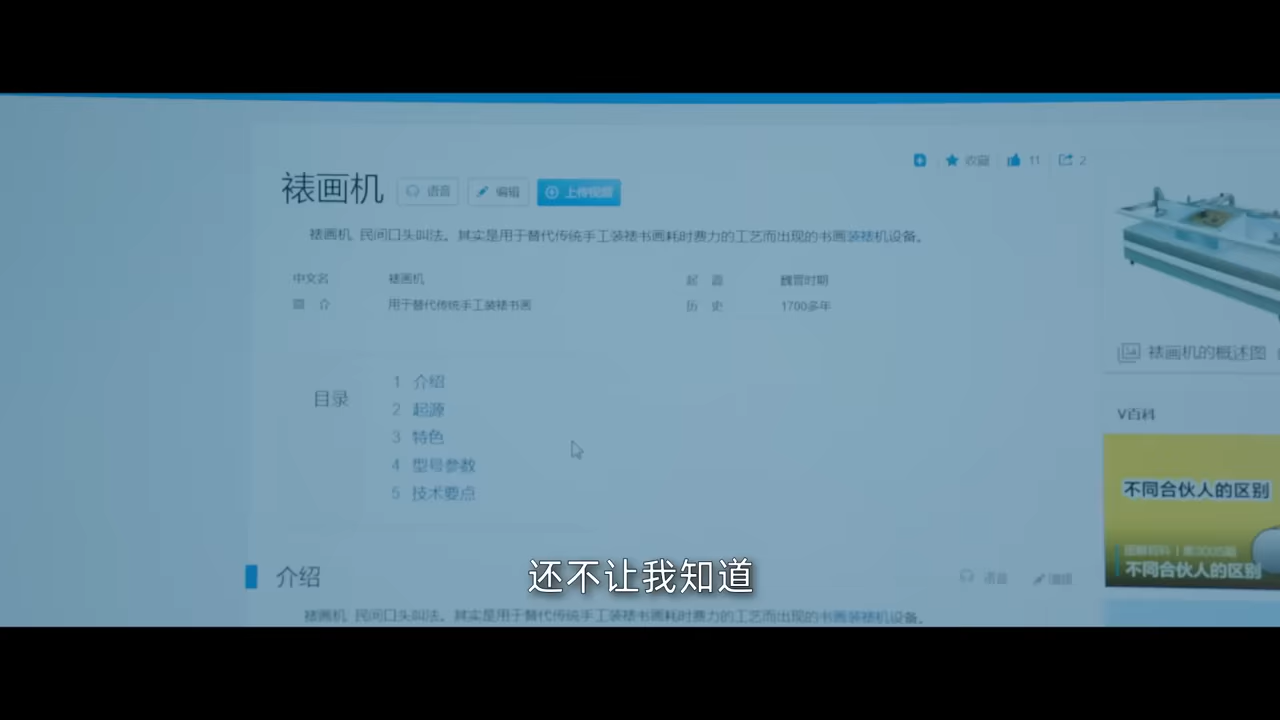 收藏 11 2
裱画机 语音 编辑 上传视频
裱画机, 民间口头叫法。其实是用于替代传统手工装裱书画耗时费力的工艺而出现的书画装裱机设备。
中文名 裱画机 起 源 魏晋时期
简 介 用于替代传统手工装裱书画 历 史 1700多年
裱画机的概述图
目录
1 介绍
2 起源
3 特色
4 型号参数
5 技术要点
V百科
不同合伙人的区别
不同合伙人的区别
介绍 语音 编辑
还不让我知道
裱画机, 民间口头叫法。其实是用于替代传统手工装裱书画耗时费力的工艺而出现的书画装裱机设备。